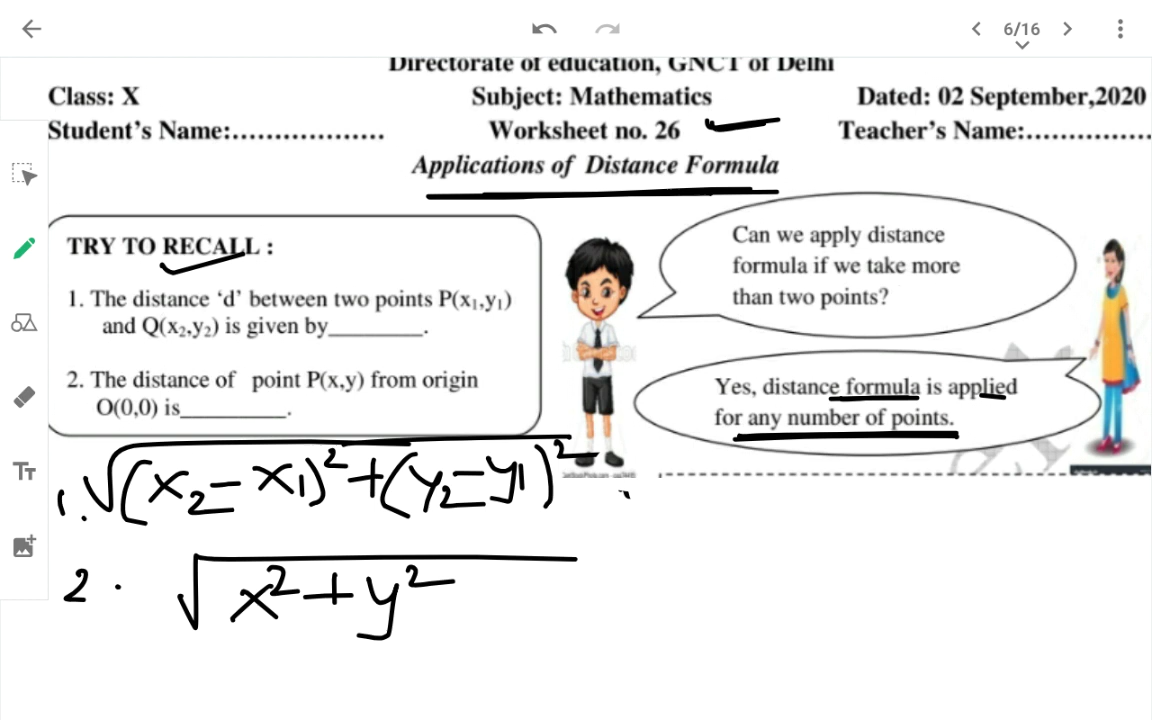 6/16
Directorate of education, GNCT of Delhi
Class: X Subject: Mathematics Dated: 02 September,2020
Student's Name:.................. Worksheet no. 26 Teacher's Name:...............
Applications of Distance Formula
TRY TO RECALL :
1. The distance 'd' between two points P(x₁,y₁)
and Q(x₂,y₂) is given by_________.
2. The distance of point P(x,y) from origin
O(0,0) is__________.
Can we apply distance
formula if we take more
than two points?
Yes, distance formula is applied
for any number of points.
1. √(x₂-x₁)²+(y₂-y₁)²
2. √x²+y²
Tт